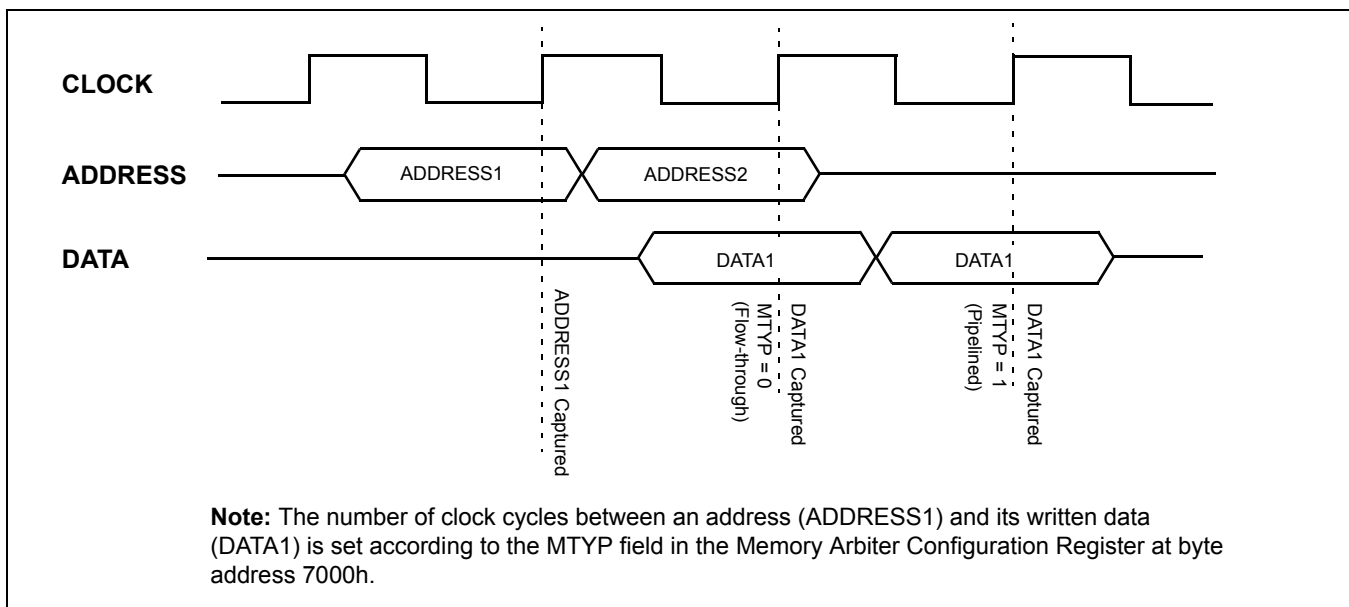 CLOCK
ADDRESS
ADDRESS1
ADDRESS2
DATA
DATA1
DATA1
ADDRESS1 Captured
DATA1 Captured
MTYP = 0
(Flow-through)
DATA1 Captured
MTYP = 1
(Pipelined)
Note: The number of clock cycles between an address (ADDRESS1) and its written data
(DATA1) is set according to the MTYP field in the Memory Arbiter Configuration Register at byte
address 7000h.